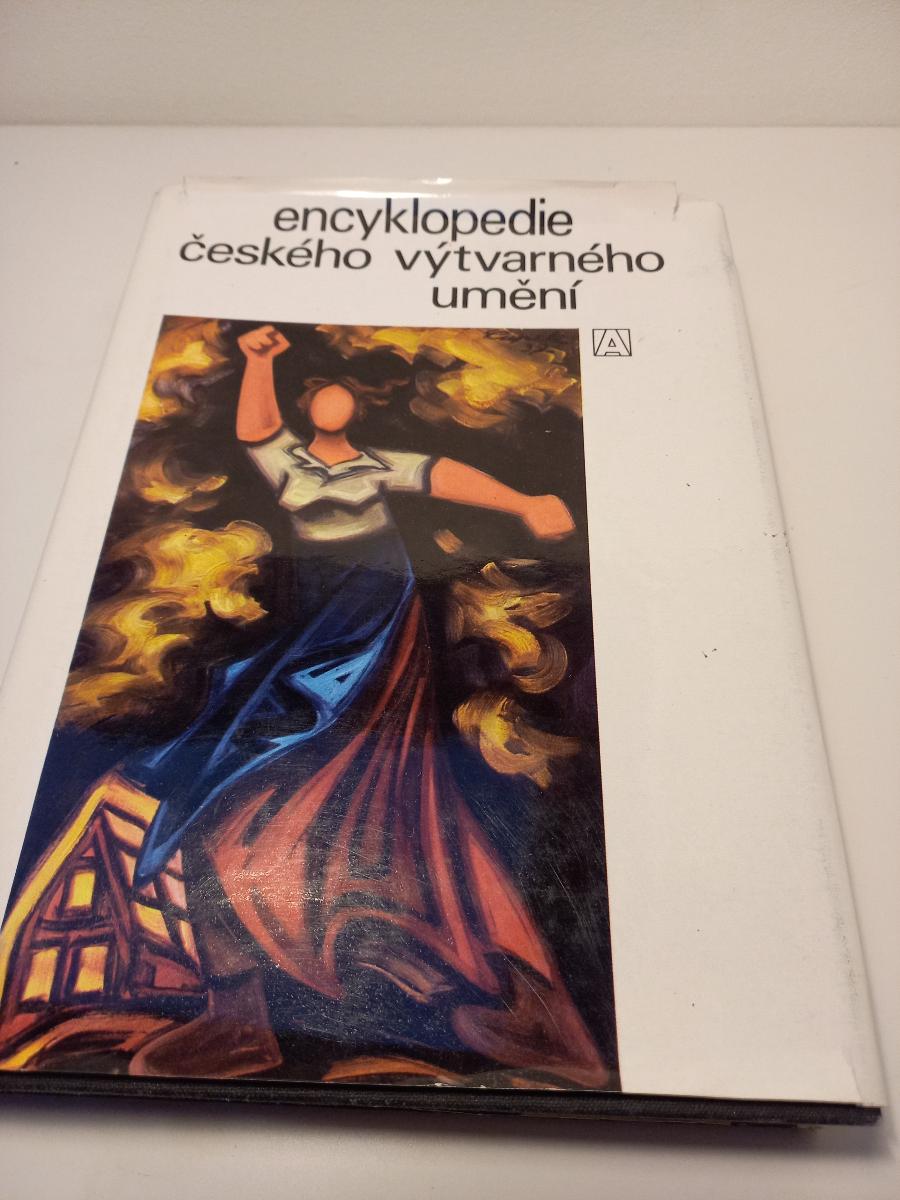 encyklopedie
českého výtvarného
umění
A